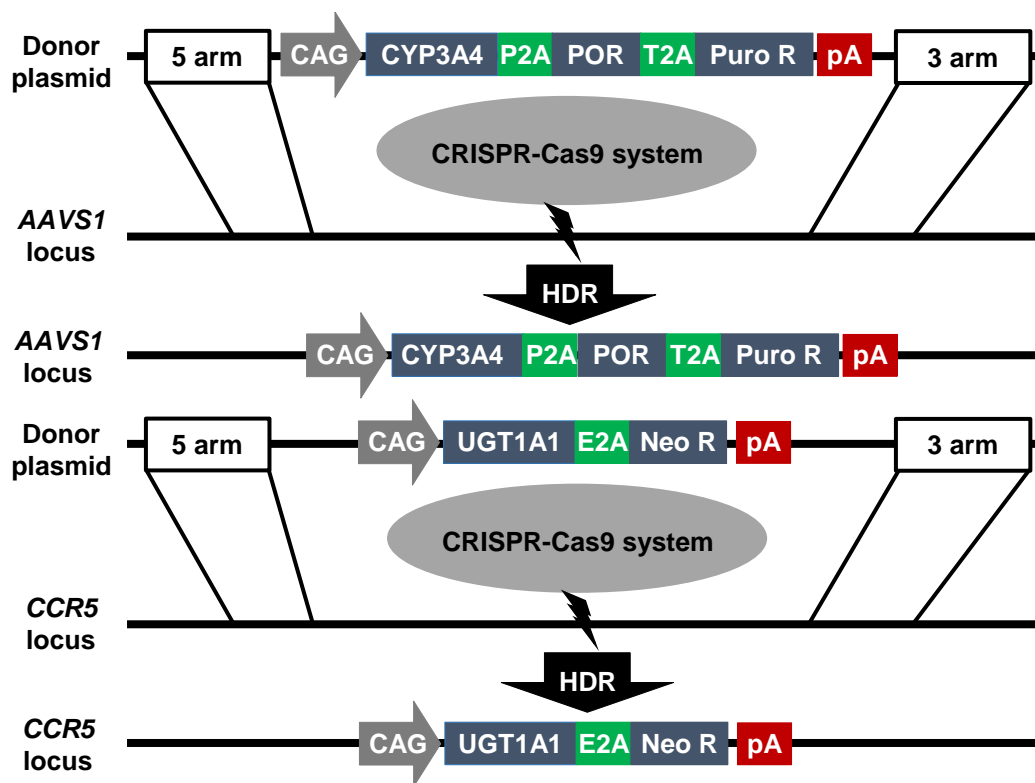 Donor
plasmid
5 arm
CAG
CYP3A4
P2A
POR
T2A
Puro R
pA
3 arm
CRISPR-Cas9 system
AAVS1
locus
HDR
AAVS1
locus
CAG
CYP3A4
P2A
POR
T2A
Puro R
pA
Donor
plasmid
5 arm
CAG
UGT1A1
E2A
Neo R
pA
3 arm
CRISPR-Cas9 system
CCR5
locus
HDR
CCR5
locus
CAG
UGT1A1
E2A
Neo R
pA